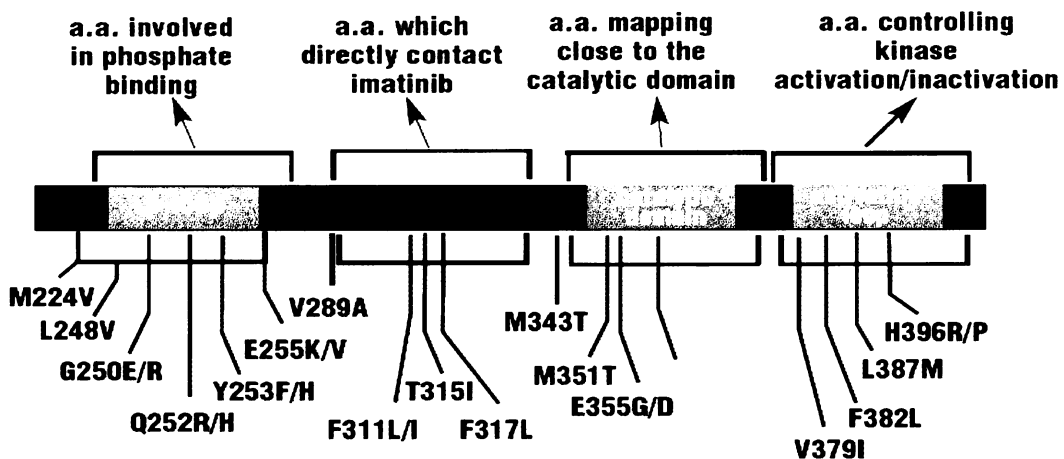 a.a. involved
in phosphate
binding
a.a. which
directly contact
imatinib
a.a. mapping
close to the
catalytic domain
a.a. controlling
kinase
activation/inactivation
M224V
L248V
G250E/R
Q252R/H
Y253F/H
E255K/V
V289A
F311L/I
T315I
F317L
M343T
M351T
E355G/D
V379I
F382L
L387M
H396R/P